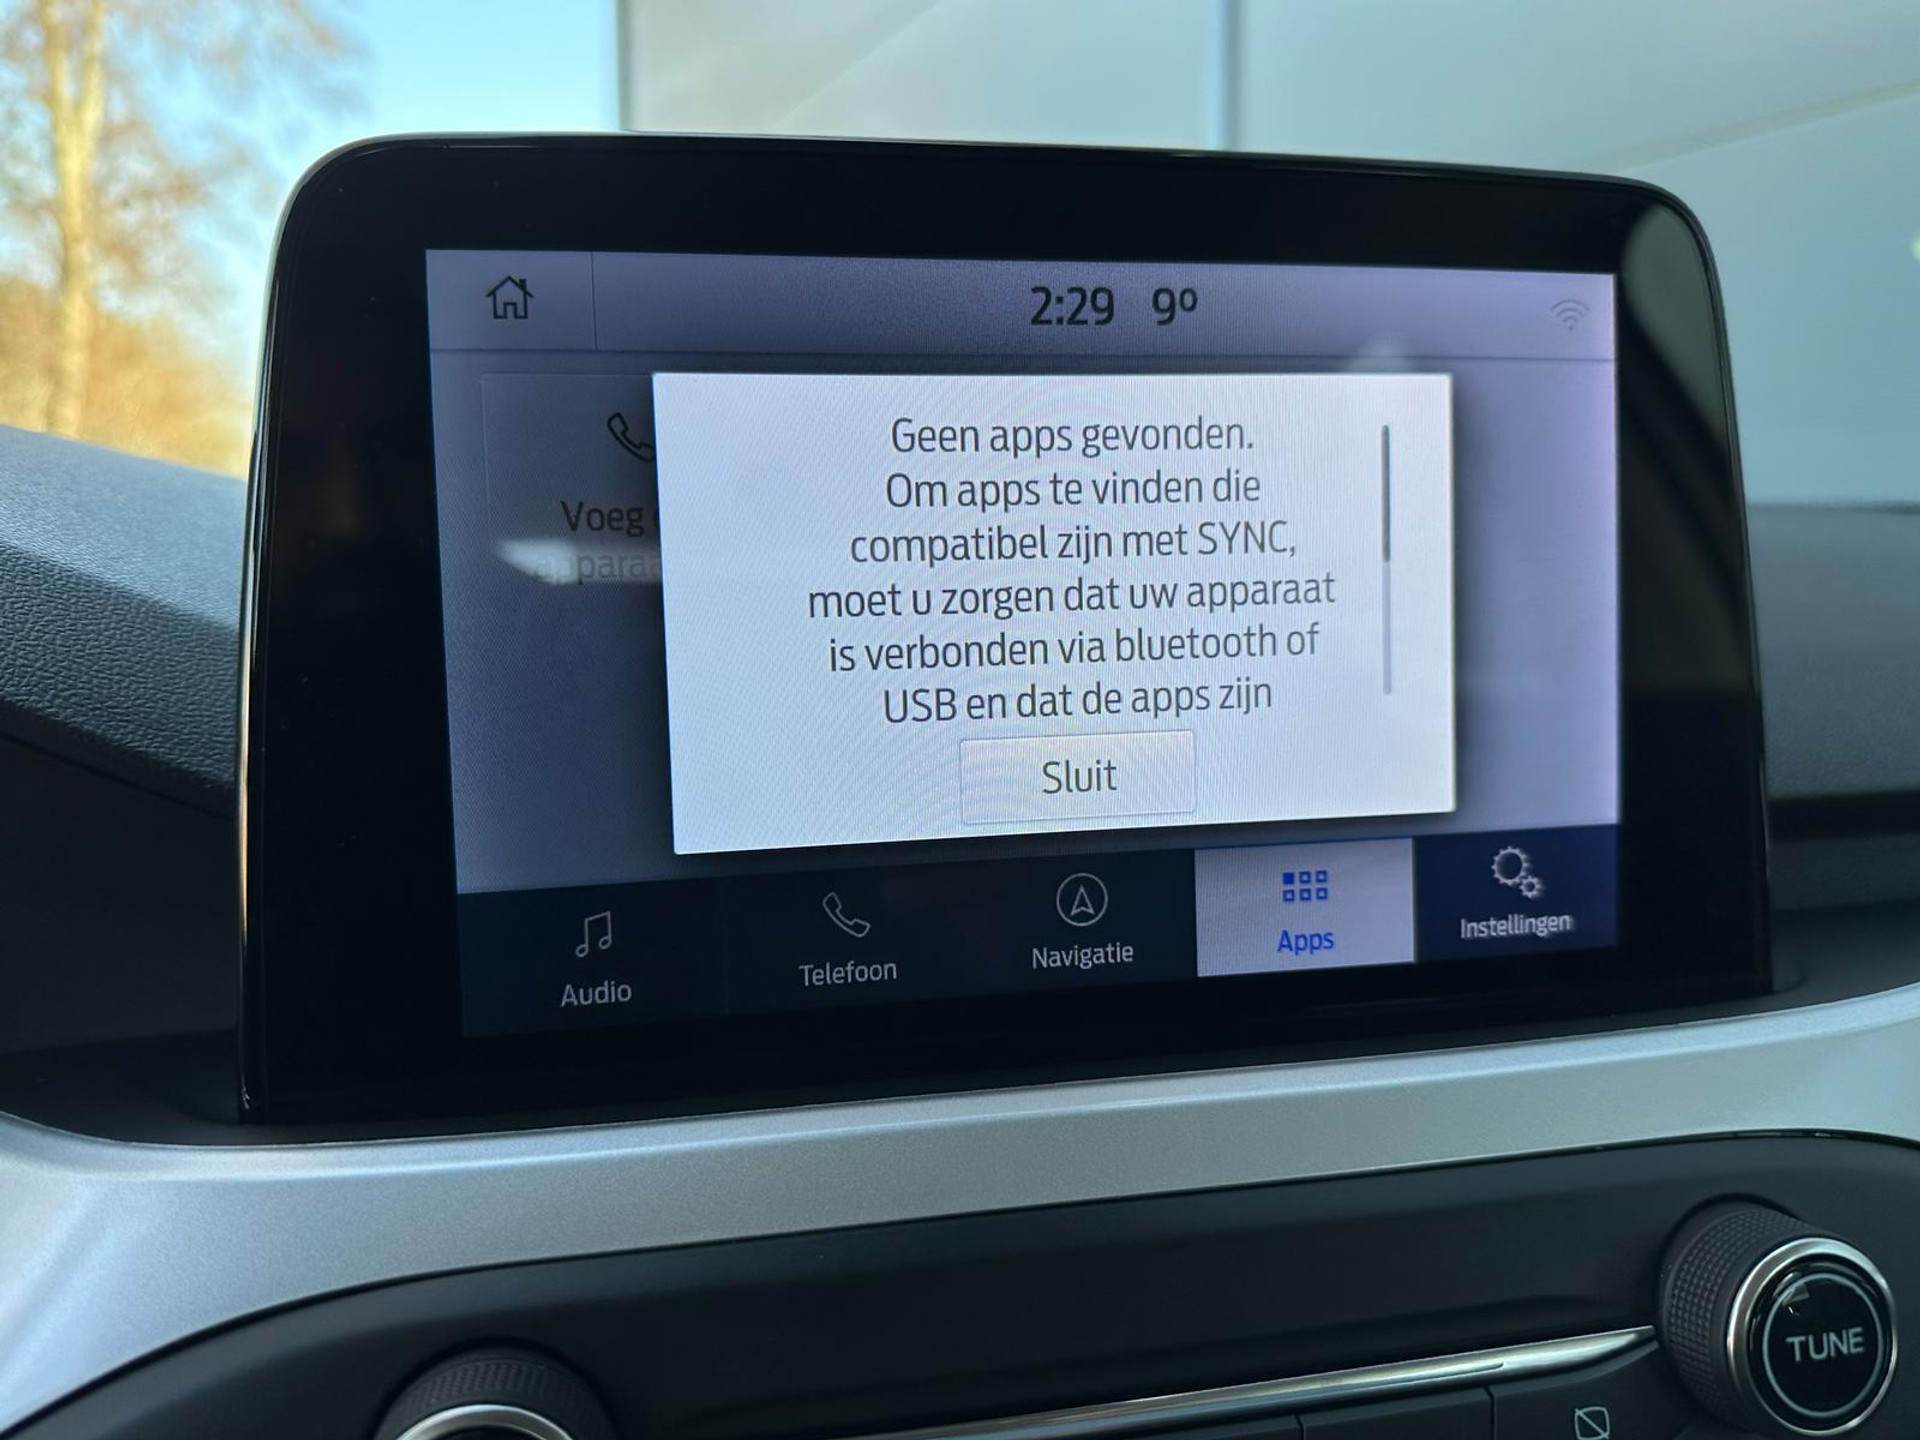 2:29 9º
Voeg
apparaa
Geen apps gevonden.
Om apps te vinden die
compatibel zijn met SYNC,
moet u zorgen dat uw apparaat
is verbonden via bluetooth of
USB en dat de apps zijn
Sluit
Audio
Telefoon
Navigatie
Apps
Instellingen
TUNE